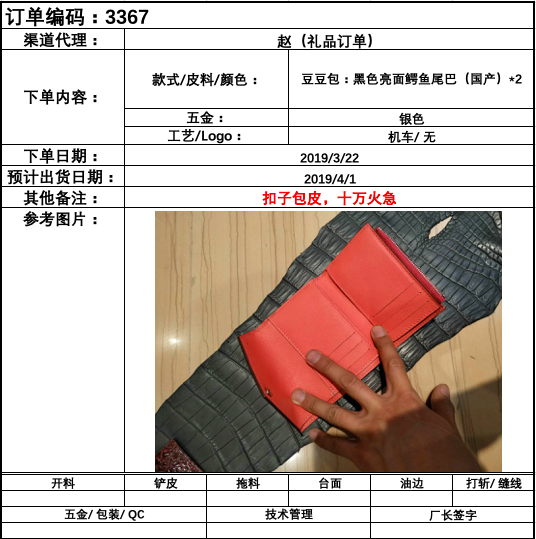 订单编码：3367
渠道代理：
赵（礼品订单）
下单内容：
款式/皮料/颜色：
豆豆包：黑色亮面鳄鱼尾巴（国产）*2
五金：
银色
工艺/Logo：
机车/ 无
下单日期：
2019/3/22
预计出货日期：
2019/4/1
其他备注：
扣子包皮，十万火急
参考图片：
开料
铲皮
拖料
台面
油边
打斩/ 缝线
五金/ 包装/ QC
技术管理
厂长签字